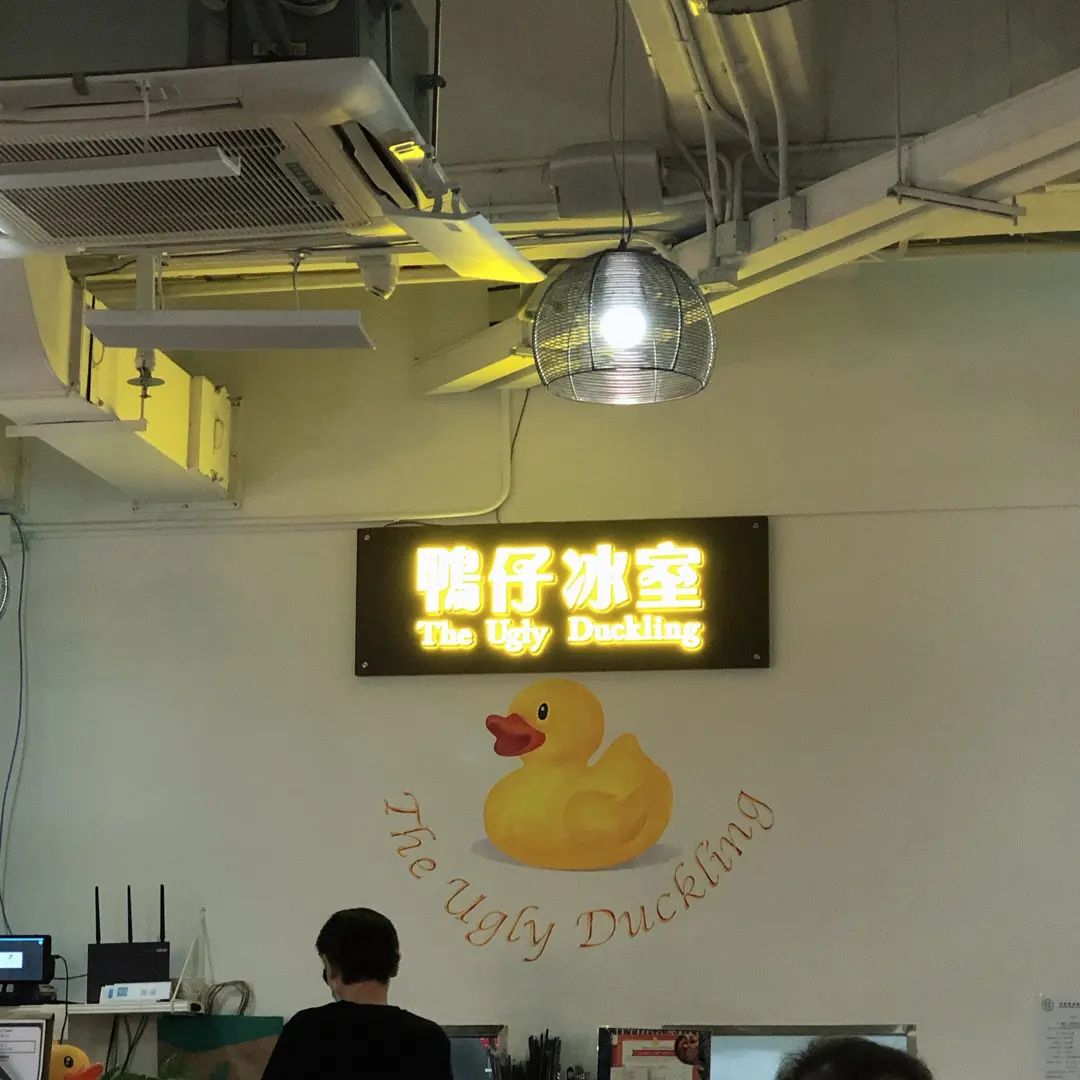 鴨仔冰室
The Ugly Duckling
The Ugly Duckling